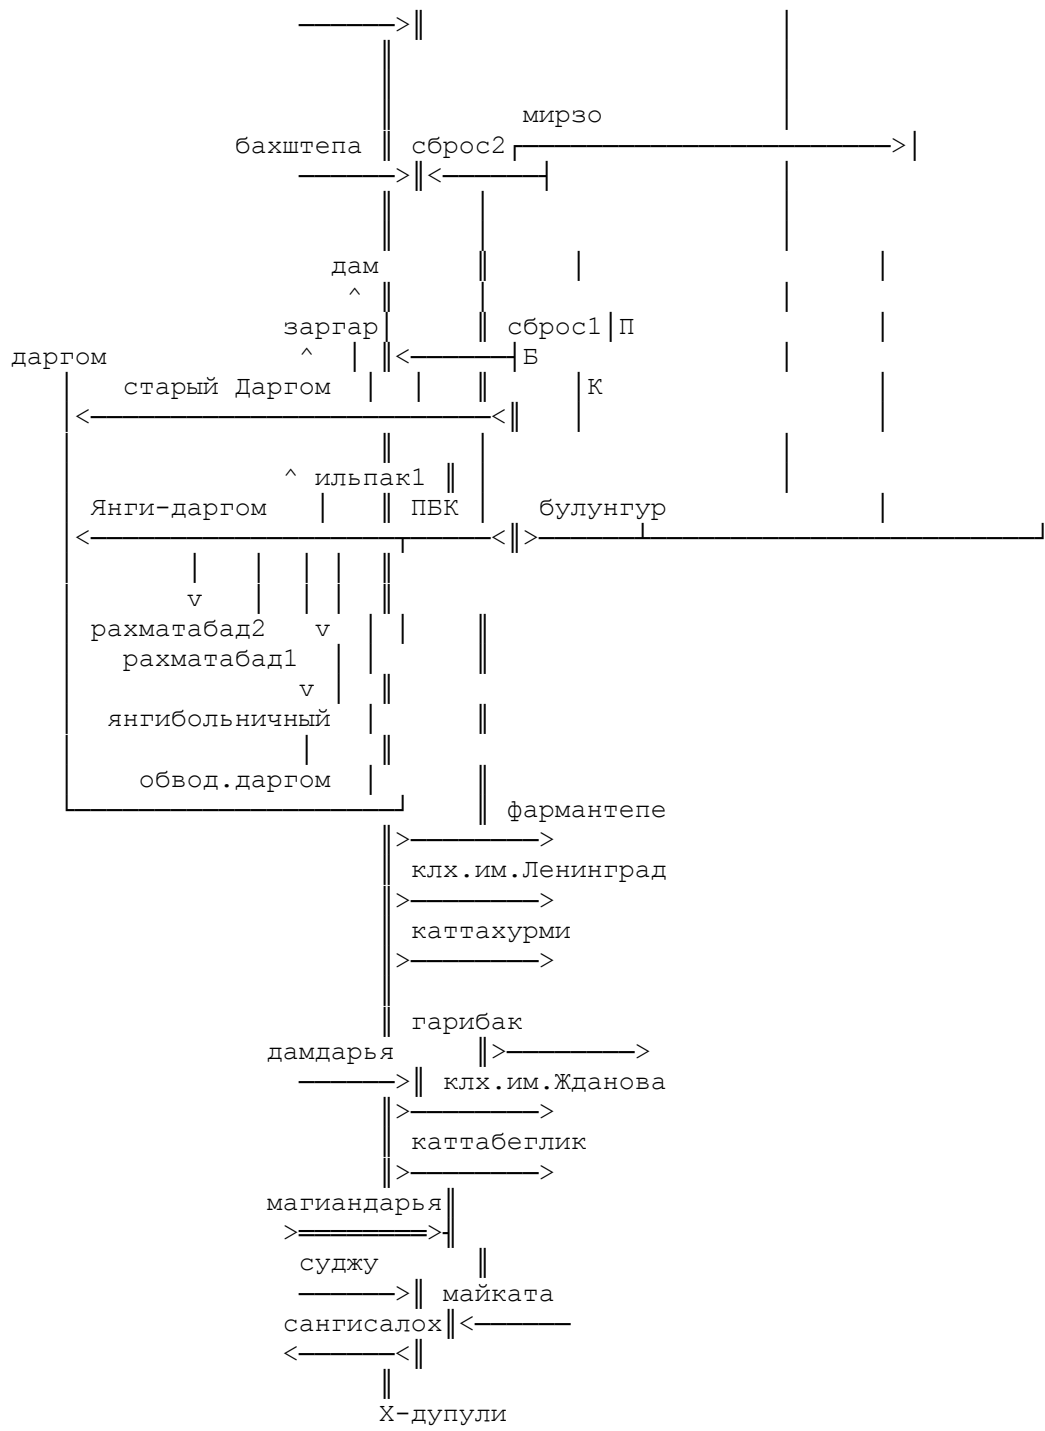 мирзо
бахштепа сброс2
дам
заргар сброс1 П
даргом Б
старый Даргом К
ильпак1
Янги-даргом ПБК булунгур
рахматабад2
рахматабад1
янгибольничный
обвод.даргом
фармантепе
клх.им.Ленинград
каттахурми
гарибак
дамдарья
клх.им.Жданова
каттабеглик
магиандарья
суджу
майката
сангисалох
Х-дупули